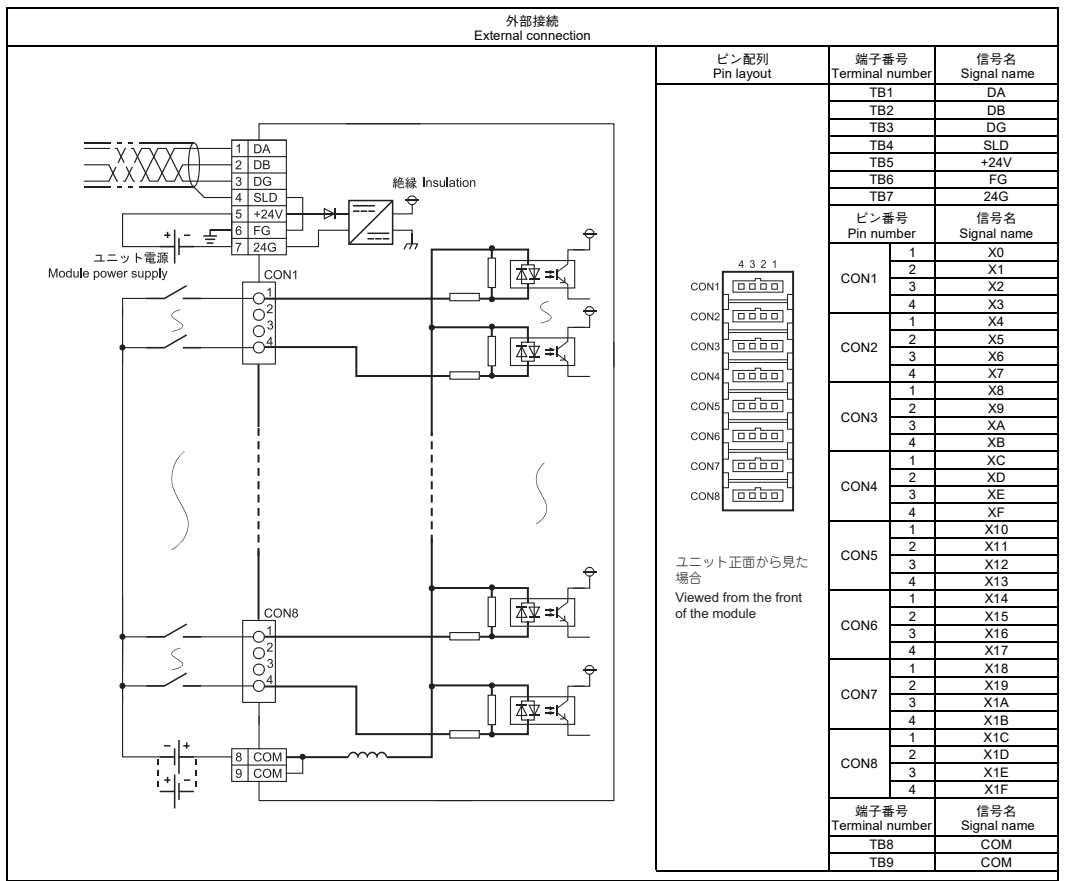 外部接続
External connection
1 DA
2 DB
3 DG
4 SLD
5 +24V
6 FG
7 24G
絶縁 Insulation
+ -
ユニット電源
Module power supply
CON1
1
2
3
4
CON8
1
2
3
4
- +
8 COM
9 COM
+ -
ピン配列
Pin layout
4 3 2 1
CON1
CON2
CON3
CON4
CON5
CON6
CON7
CON8
ユニット正面から見た
場合
Viewed from the front
of the module
端子番号 信号名
Terminal number Signal name
TB1 DA
TB2 DB
TB3 DG
TB4 SLD
TB5 +24V
TB6 FG
TB7 24G
ピン番号 信号名
Pin number Signal name
CON1
1 X0
2 X1
3 X2
4 X3
CON2
1 X4
2 X5
3 X6
4 X7
CON3
1 X8
2 X9
3 XA
4 XB
CON4
1 XC
2 XD
3 XE
4 XF
CON5
1 X10
2 X11
3 X12
4 X13
CON6
1 X14
2 X15
3 X16
4 X17
CON7
1 X18
2 X19
3 X1A
4 X1B
CON8
1 X1C
2 X1D
3 X1E
4 X1F
端子番号 信号名
Terminal number Signal name
TB8 COM
TB9 COM